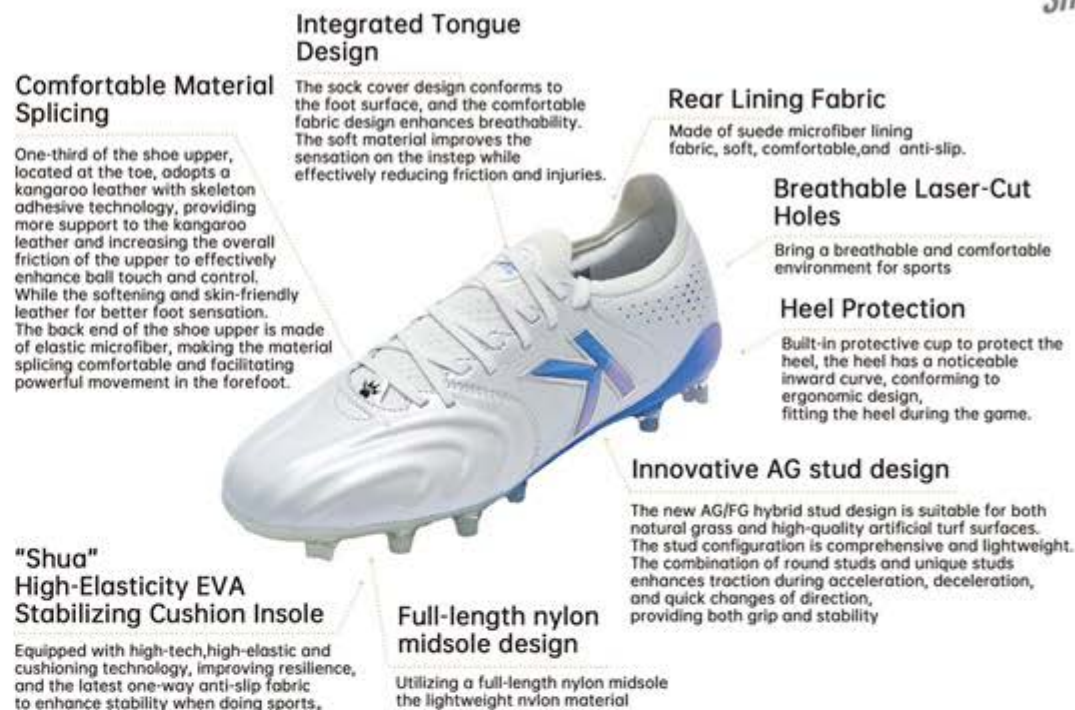 Integrated Tongue
Design
The sock cover design conforms to
the foot surface, and the comfortable
fabric design enhances breathability.
The soft material improves the
sensation on the instep while
effectively reducing friction and injuries.
Comfortable Material
Splicing
One-third of the shoe upper,
located at the toe, adopts a
kangaroo leather with skeleton
adhesive technology, providing
more support to the kangaroo
leather and increasing the overall
friction of the upper to effectively
enhance ball touch and control.
While the softening and skin-friendly
leather for better foot sensation.
The back end of the shoe upper is made
of elastic microfiber, making the material
splicing comfortable and facilitating
powerful movement in the forefoot.
Rear Lining Fabric
Made of suede microfiber lining
fabric, soft, comfortable,and anti-slip.
Breathable Laser-Cut
Holes
Bring a breathable and comfortable
environment for sports
Heel Protection
Built-in protective cup to protect the
heel, the heel has a noticeable
inward curve, conforming to
ergonomic design,
fitting the heel during the game.
Innovative AG stud design
The new AG/FG hybrid stud design is suitable for both
natural grass and high-quality artificial turf surfaces.
The stud configuration is comprehensive and lightweight.
The combination of round studs and unique studs
enhances traction during acceleration, deceleration,
and quick changes of direction,
providing both grip and stability
"Shua"
High-Elasticity EVA
Stabilizing Cushion Insole
Equipped with high-tech,high-elastic and
cushioning technology, improving resilience,
and the latest one-way anti-slip fabric
to enhance stability when doing sports,
Full-length nylon
midsole design
Utilizing a full-length nylon midsole
the lightweight nylon material